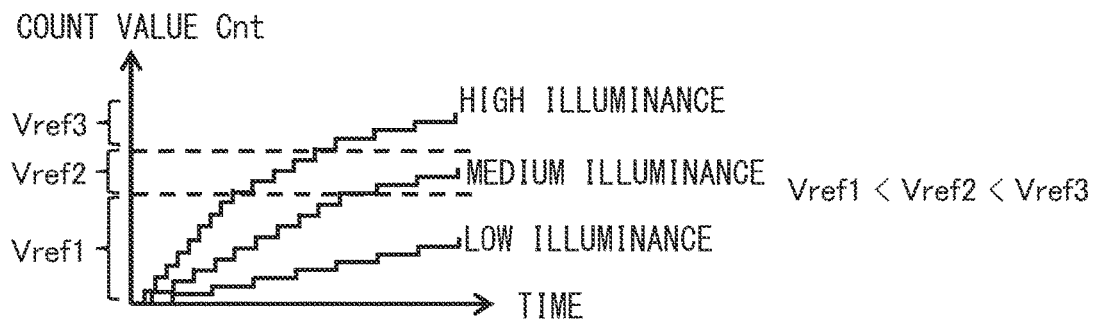 COUNT VALUE Cnt
HIGH ILLUMINANCE
Vref3
Vref2
MEDIUM ILLUMINANCE
Vref1 < Vref2 < Vref3
Vref1
LOW ILLUMINANCE
TIME